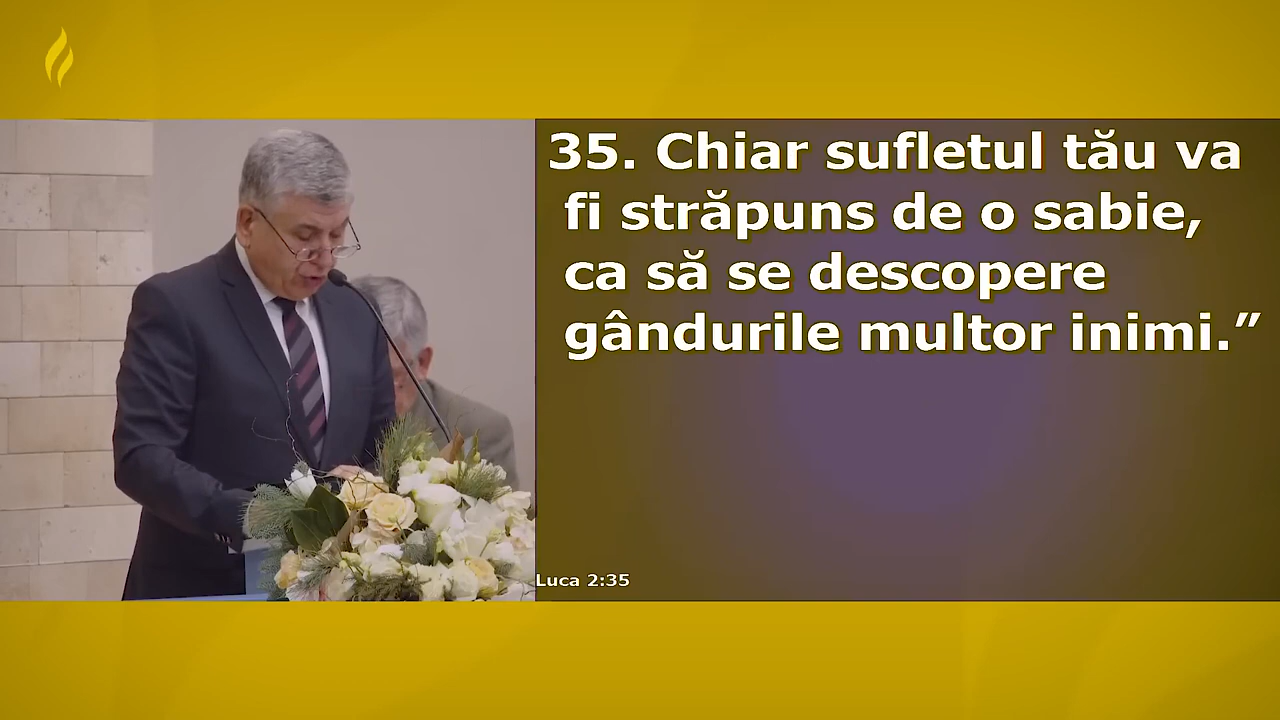 35. Chiar sufletul tău va
fi străpuns de o sabie,
ca să se descopere
gândurile multor inimi.”
Luca 2:35